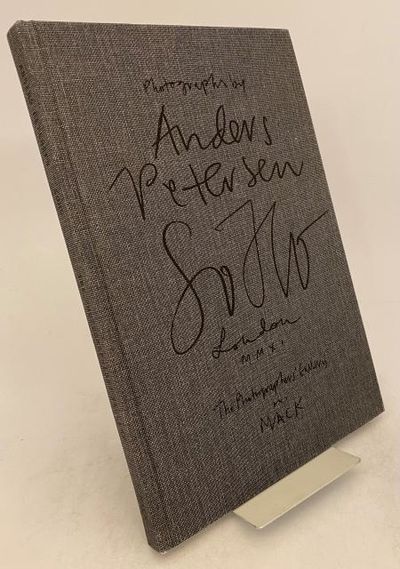 Photographs by
Anders
Petersen
SoHo
London
MMXI
The Photographers' Gallery
MACK